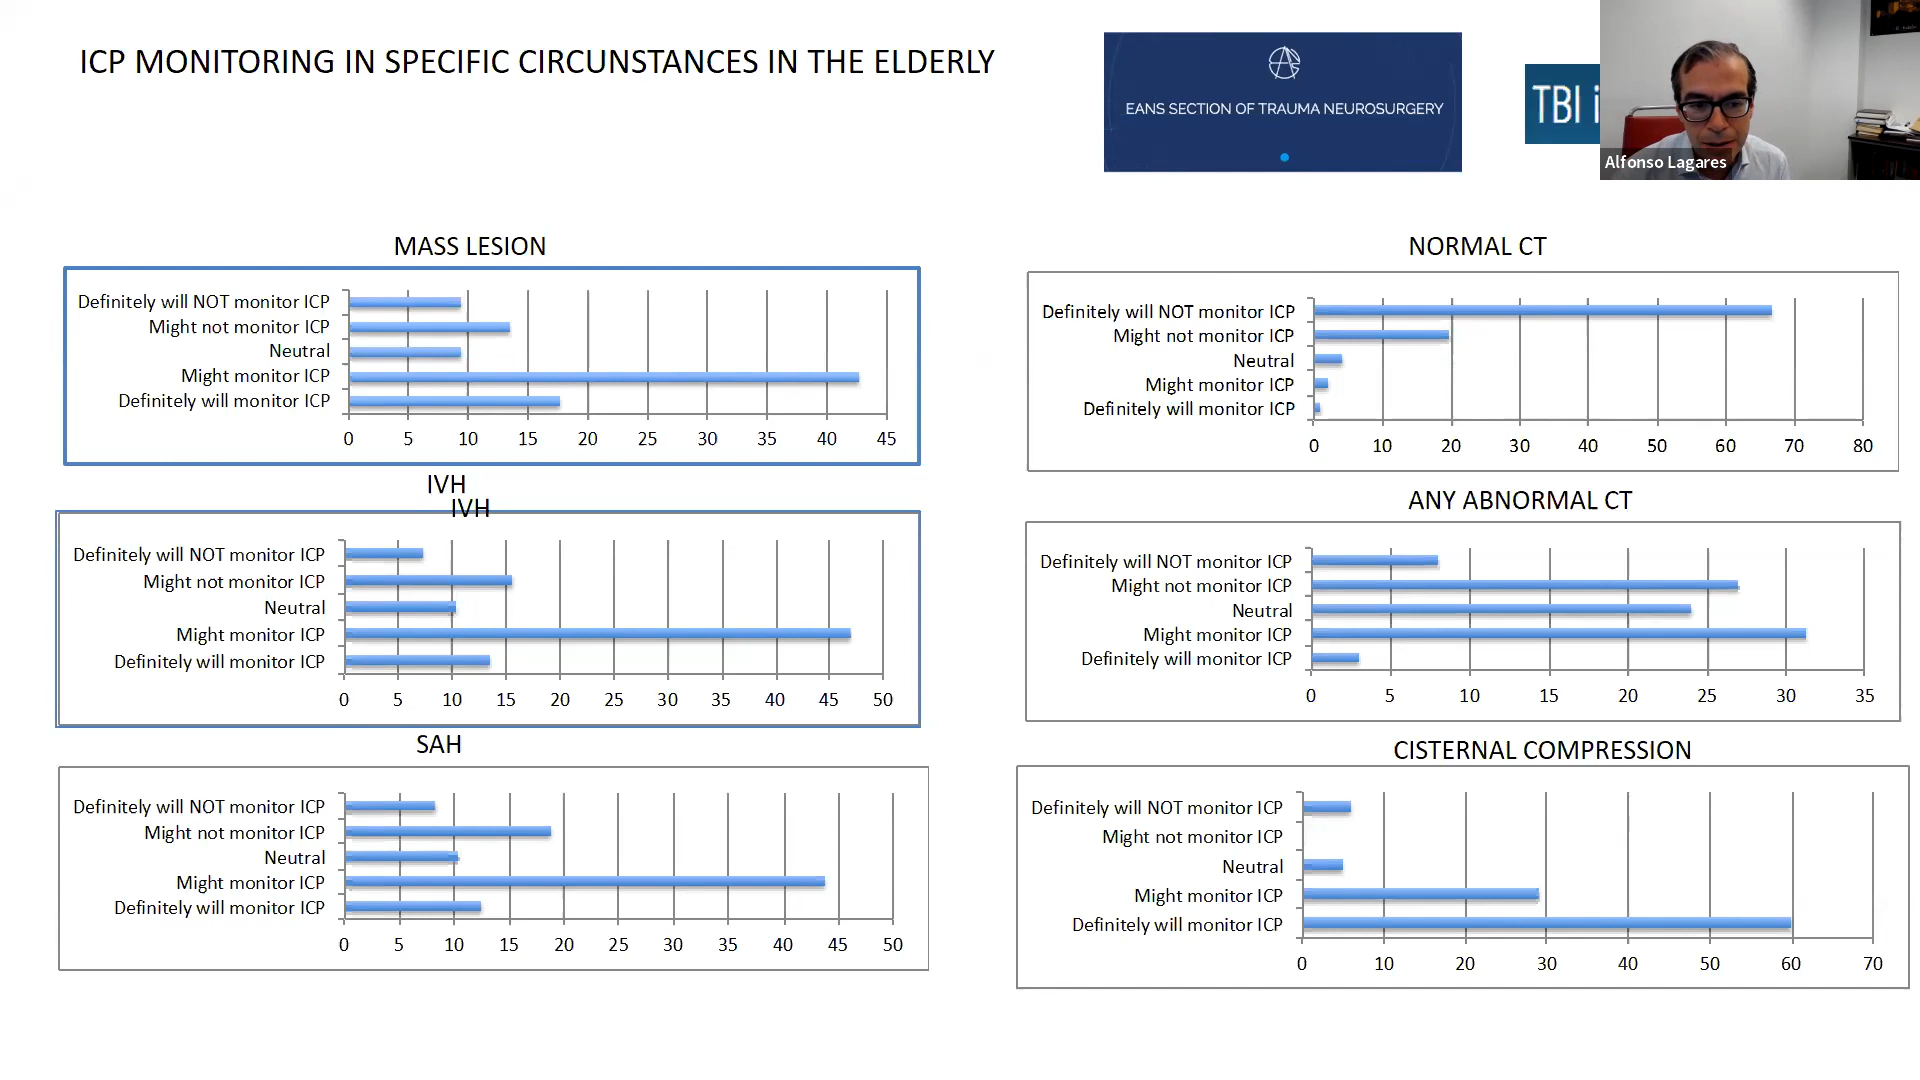 ICP MONITORING IN SPECIFIC CIRCUNSTANCES IN THE ELDERLY
EANS SECTION OF TRAUMA NEUROSURGERY
TBI i
Alfonso Lagares
MASS LESION
Definitely will NOT monitor ICP
Might not monitor ICP
Neutral
Might monitor ICP
Definitely will monitor ICP
0 5 10 15 20 25 30 35 40 45
IVH
IVH
Definitely will NOT monitor ICP
Might not monitor ICP
Neutral
Might monitor ICP
Definitely will monitor ICP
0 5 10 15 20 25 30 35 40 45 50
SAH
Definitely will NOT monitor ICP
Might not monitor ICP
Neutral
Might monitor ICP
Definitely will monitor ICP
0 5 10 15 20 25 30 35 40 45 50
NORMAL CT
Definitely will NOT monitor ICP
Might not monitor ICP
Neutral
Might monitor ICP
Definitely will monitor ICP
0 10 20 30 40 50 60 70 80
ANY ABNORMAL CT
Definitely will NOT monitor ICP
Might not monitor ICP
Neutral
Might monitor ICP
Definitely will monitor ICP
0 5 10 15 20 25 30 35
CISTERNAL COMPRESSION
Definitely will NOT monitor ICP
Might not monitor ICP
Neutral
Might monitor ICP
Definitely will monitor ICP
0 10 20 30 40 50 60 70